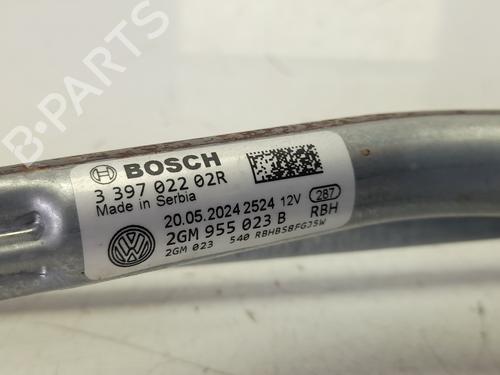 B-PARTS
BOSCH
3 397 022 02R
Made in Serbia
20.05.2024 2524 12V 287
2GM 955 023 B RBH
2GM 023 540 RBHBSBFGJSW